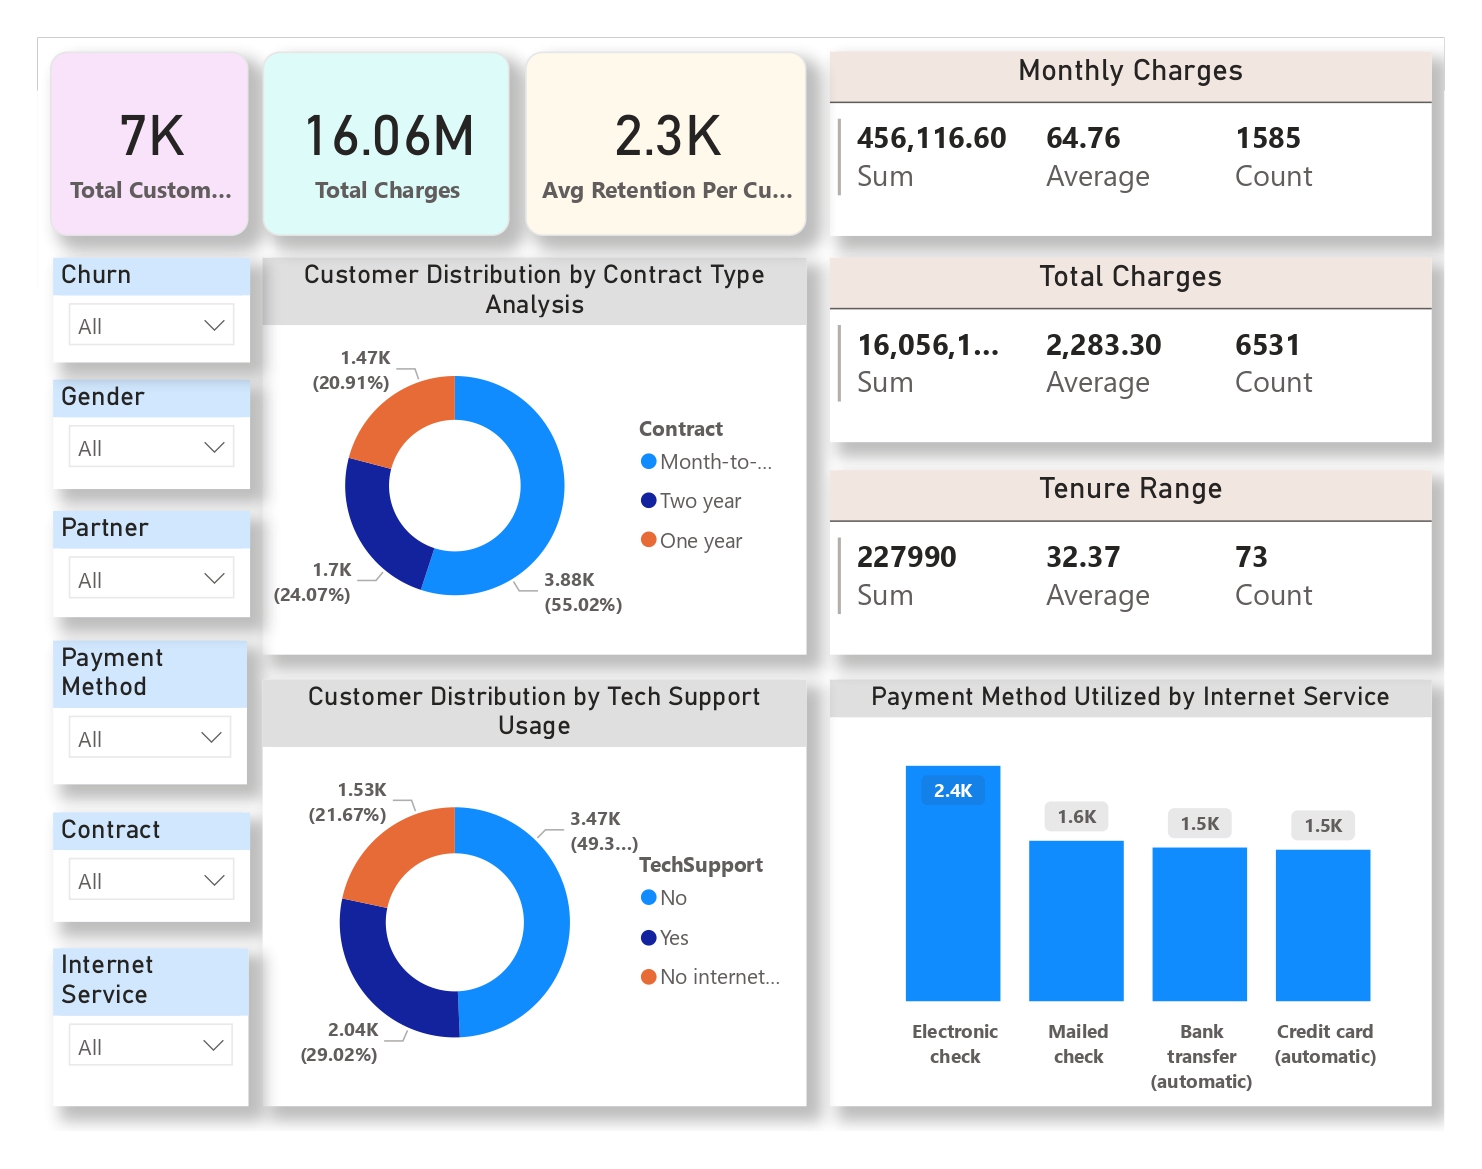 7K
Total Custom...
16.06M
Total Charges
2.3K
Avg Retention Per Cu...
Monthly Charges
456,116.60 64.76 1585
Sum Average Count
Churn
All
Gender
All
Partner
All
Payment
Method
All
Contract
All
Internet
Service
All
Customer Distribution by Contract Type
Analysis
1.47K
(20.91%)
1.7K
(24.07%)
3.88K
(55.02%)
Contract
Month-to-...
Two year
One year
Total Charges
16,056,1... 2,283.30 6531
Sum Average Count
Tenure Range
227990 32.37 73
Sum Average Count
Customer Distribution by Tech Support
Usage
1.53K
(21.67%)
3.47K
(49.3...)
2.04K
(29.02%)
TechSupport
No
Yes
No internet...
Payment Method Utilized by Internet Service
2.4K
1.6K
1.5K
1.5K
Electronic
check
Mailed
check
Bank
transfer
(automatic)
Credit card
(automatic)